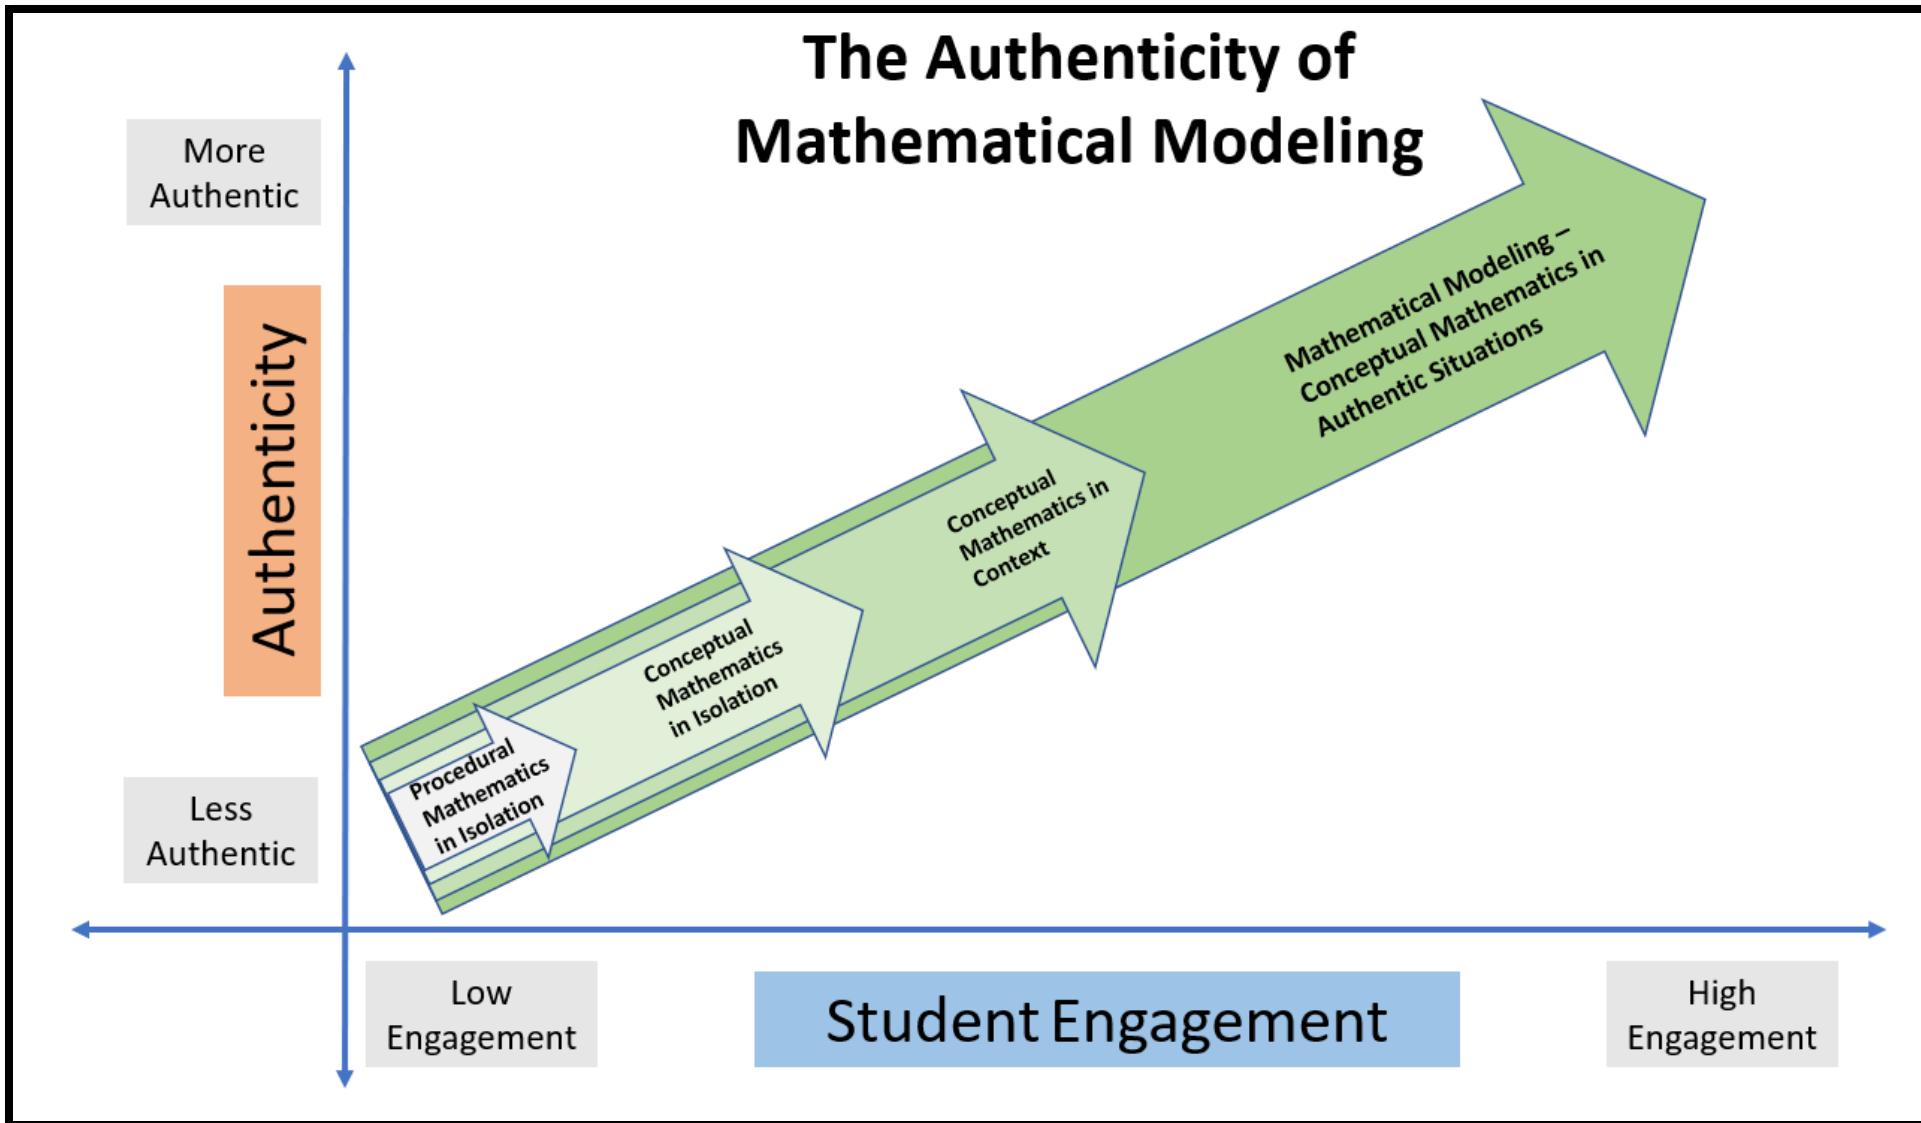 The Authenticity of
Mathematical Modeling
More
Authentic
Authenticity
Less
Authentic
Mathematical Modeling –
Conceptual Mathematics in
Authentic Situations
Conceptual
Mathematics in
Context
Conceptual
Mathematics
in Isolation
Procedural
Mathematics
in Isolation
Low
Engagement
Student Engagement
High
Engagement